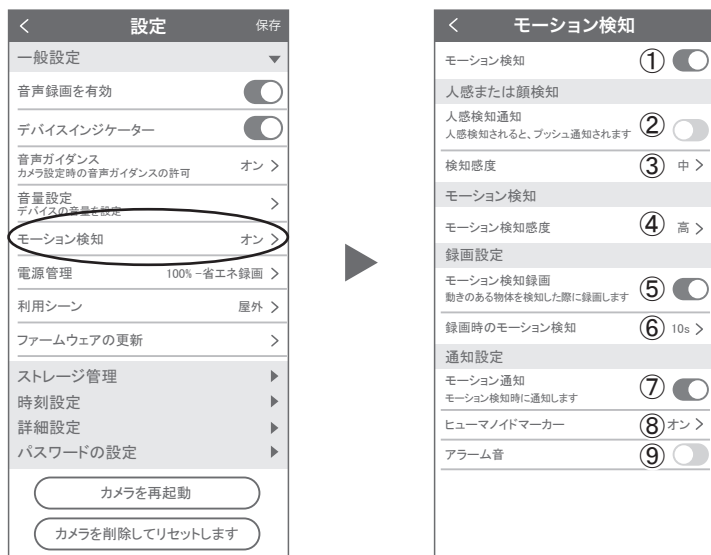 設定
保存
一般設定
音声録画を有効
デバイスインジケーター
音声ガイダンス
カメラ設定時の音声ガイダンスの許可
オン
音量設定
デバイスの音量を設定
モーション検知
オン
電源管理
100% -省エネ録画
利用シーン
屋外
ファームウェアの更新
ストレージ管理
時刻設定
詳細設定
パスワードの設定
カメラを再起動
カメラを削除してリセットします
モーション検知
モーション検知
①
人感または顔検知
人感検知通知
人感検知されると、プッシュ通知されます
②
検知感度
③ 中
モーション検知
モーション検知感度
④ 高
録画設定
モーション検知録画
動きのある物体を検知した際に録画します
⑤
録画時のモーション検知
⑥ 10s
通知設定
モーション通知
モーション検知時に通知します
⑦
ヒューマノイドマーカー
⑧ オン
アラーム音
⑨